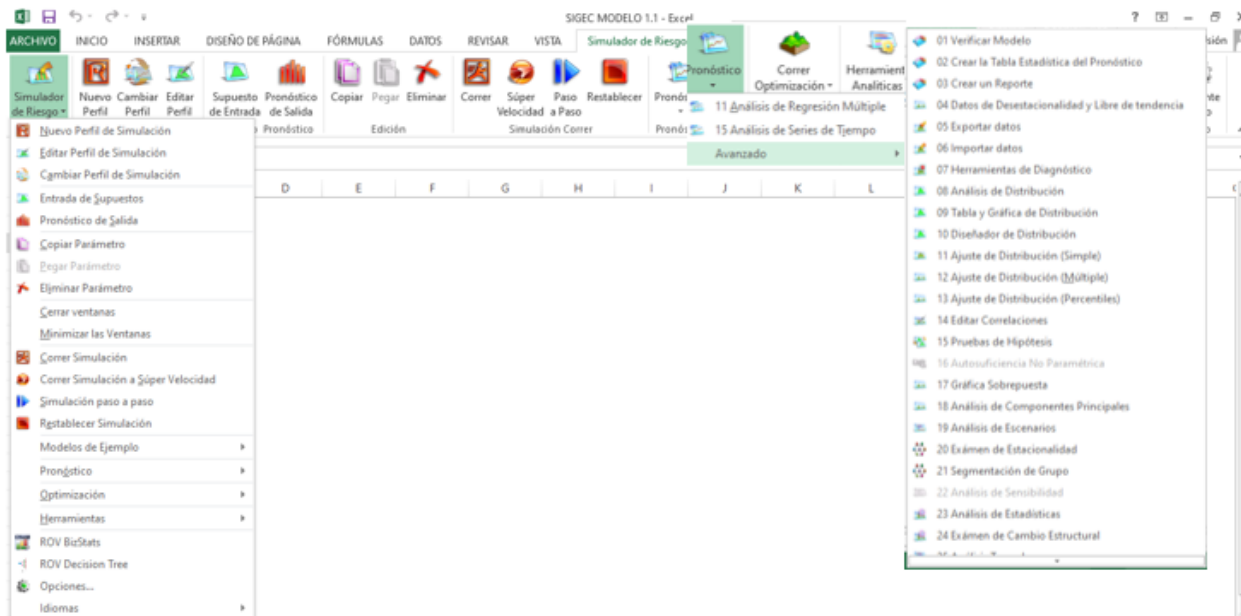 SIGEC MODELO 1.1 - Excel
ARCHIVO INICIO INSERTAR DISEÑO DE PÁGINA FÓRMULAS DATOS REVISAR VISTA Simulador de Riesgo
Simulador de Riesgo
Nuevo Perfil
Cambiar Perfil
Editar Perfil
Supuesto de Entrada
Pronóstico de Salida
Copiar
Pegar
Eliminar
Correr
Súper Velocidad
Paso a Paso
Restablecer
Pronóstico
Edición
Simulación Correr
Pronóstico
Correr Optimización
Analíticas
11 Análisis de Regresión Múltiple
15 Análisis de Series de Tiempo
Avanzado
D E F G H I J K L
Nuevo Perfil de Simulación
Editar Perfil de Simulación
Cambiar Perfil de Simulación
Entrada de Supuestos
Pronóstico de Salida
Copiar Parámetro
Pegar Parámetro
Eliminar Parámetro
Cerrar ventanas
Minimizar las Ventanas
Correr Simulación
Correr Simulación a Súper Velocidad
Simulación paso a paso
Restablecer Simulación
Modelos de Ejemplo
Pronóstico
Optimización
Herramientas
ROV BizStats
ROV Decision Tree
Opciones...
Idiomas
01 Verificar Modelo
02 Crear la Tabla Estadística del Pronóstico
03 Crear un Reporte
04 Datos de Desestacionalidad y Libre de tendencia
05 Exportar datos
06 Importar datos
07 Herramientas de Diagnóstico
08 Análisis de Distribución
09 Tabla y Gráfica de Distribución
10 Diseñador de Distribución
11 Ajuste de Distribución (Simple)
12 Ajuste de Distribución (Múltiple)
13 Ajuste de Distribución (Percentiles)
14 Editar Correlaciones
15 Pruebas de Hipótesis
16 Autosuficiencia No Paramétrica
17 Gráfica Sobrepuesta
18 Análisis de Componentes Principales
19 Análisis de Escenarios
20 Exámen de Estacionalidad
21 Segmentación de Grupo
22 Análisis de Sensibilidad
23 Análisis de Estadísticas
24 Exámen de Cambio Estructural